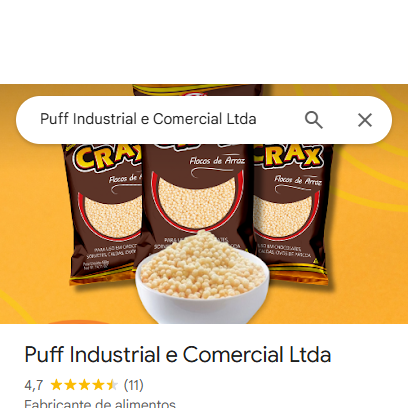 Puff Industrial e Comercial Ltda
CRAX
Flocos de Arroz
CRAX
Flocos de Arroz
Puff Industrial e Comercial Ltda
4,7 (11)
Fabricante de alimentos